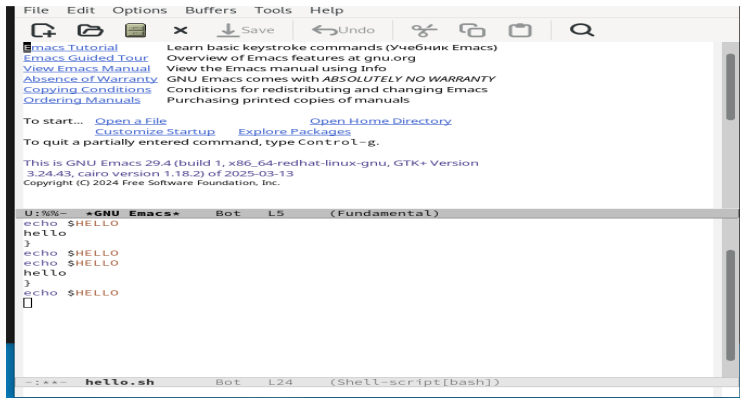 File Edit Options Buffers Tools Help
Save Undo
Emacs Tutorial Learn basic keystroke commands (Учебник Emacs)
Emacs Guided Tour Overview of Emacs features at gnu.org
View Emacs Manual View the Emacs manual using Info
Absence of Warranty GNU Emacs comes with ABSOLUTELY NO WARRANTY
Copying Conditions Conditions for redistributing and changing Emacs
Ordering Manuals Purchasing printed copies of manuals
To start... Open a File Open Home Directory
Customize Startup Explore Packages
To quit a partially entered command, type Control-g.
This is GNU Emacs 29.4 (build 1, x86_64-redhat-linux-gnu, GTK+ Version
3.24.43, cairo version 1.18.2) of 2025-03-13
Copyright (C) 2024 Free Software Foundation, Inc.
U:%%- *GNU Emacs* Bot L5 (Fundamental)
echo $HELLO
hello
}
echo $HELLO
echo $HELLO
hello
}
echo $HELLO
-:**- hello.sh Bot L24 (Shell-script[bash])